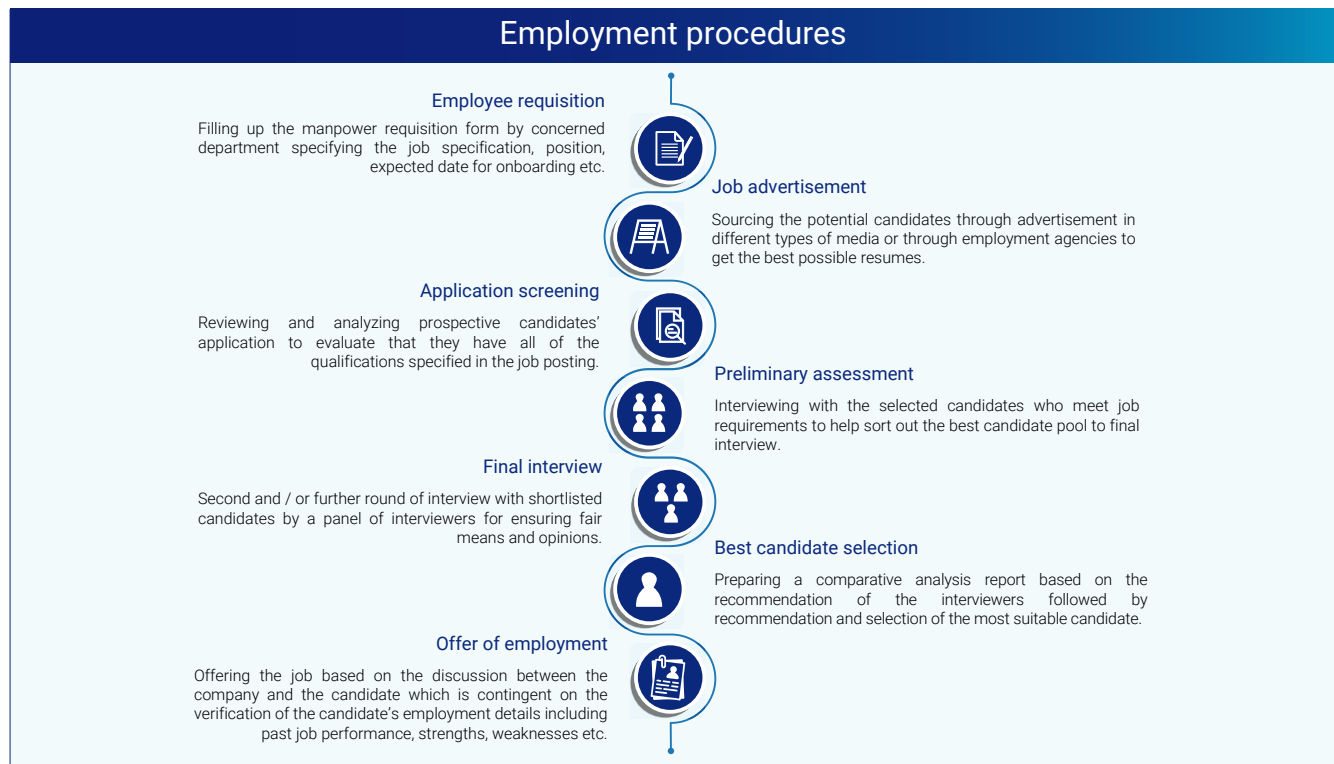 Employment procedures
Employee requisition
Filling up the manpower requisition form by concerned
department specifying the job specification, position,
expected date for onboarding etc.
Job advertisement
Sourcing the potential candidates through advertisement in
different types of media or through employment agencies to
get the best possible resumes.
Application screening
Reviewing and analyzing prospective candidates’
application to evaluate that they have all of the
qualifications specified in the job posting.
Preliminary assessment
Interviewing with the selected candidates who meet job
requirements to help sort out the best candidate pool to final
interview.
Final interview
Second and / or further round of interview with shortlisted
candidates by a panel of interviewers for ensuring fair
means and opinions.
Best candidate selection
Preparing a comparative analysis report based on the
recommendation of the interviewers followed by
recommendation and selection of the most suitable candidate.
Offer of employment
Offering the job based on the discussion between the
company and the candidate which is contingent on the
verification of the candidate’s employment details including
past job performance, strengths, weaknesses etc.